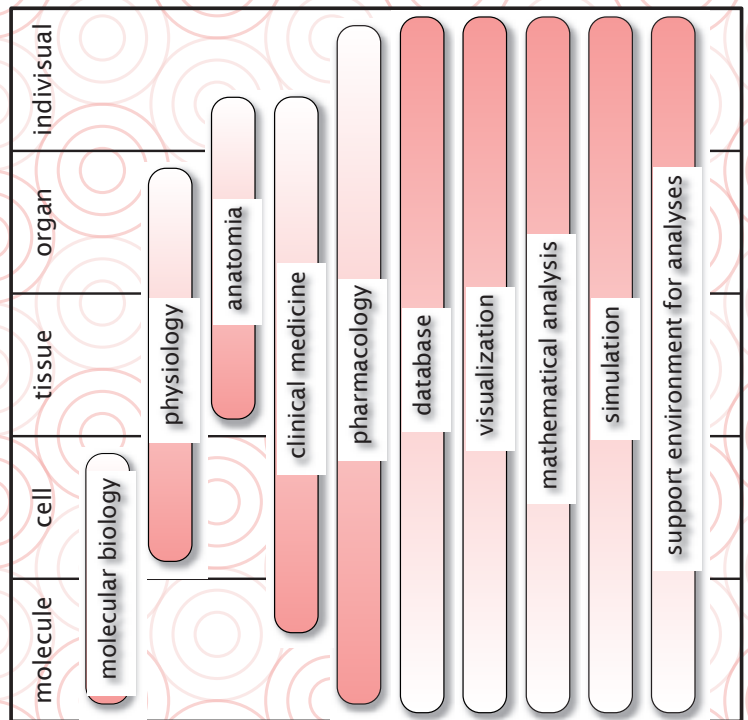 indivisual
organ
tissue
cell
molecule
molecular biology
physiology
anatomia
clinical medicine
pharmacology
database
visualization
mathematical analysis
simulation
support environment for analyses